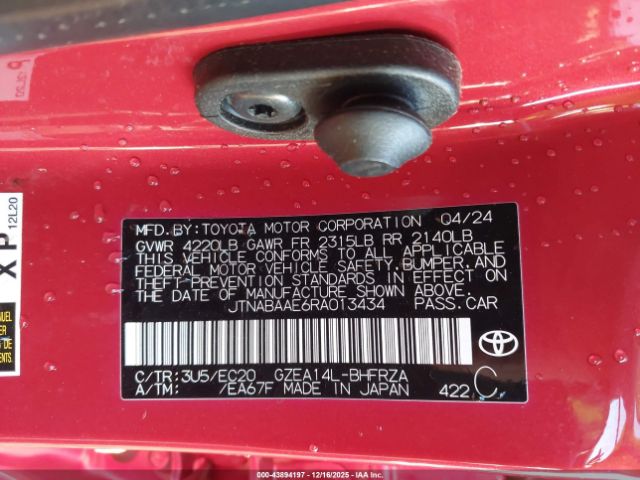 MFD. BY: TOYOTA MOTOR CORPORATION 04/24
GVWR 4220LB GAWR FR 2315LB RR 2140LB
THIS VEHICLE CONFORMS TO ALL APPLICABLE
FEDERAL MOTOR VEHICLE SAFETY, BUMPER, AND
THEFT PREVENTION STANDARDS IN EFFECT ON
THE DATE OF MANUFACTURE SHOWN ABOVE.
JTNABAAE6RA013434 PASS.CAR
C/TR: 3U5/EC20 GZEA14L-BHFRZA
A/TM: /EA67F MADE IN JAPAN 422 C
XP
12L20
000-43894197 - 12/16/2025 - IAAI.COM